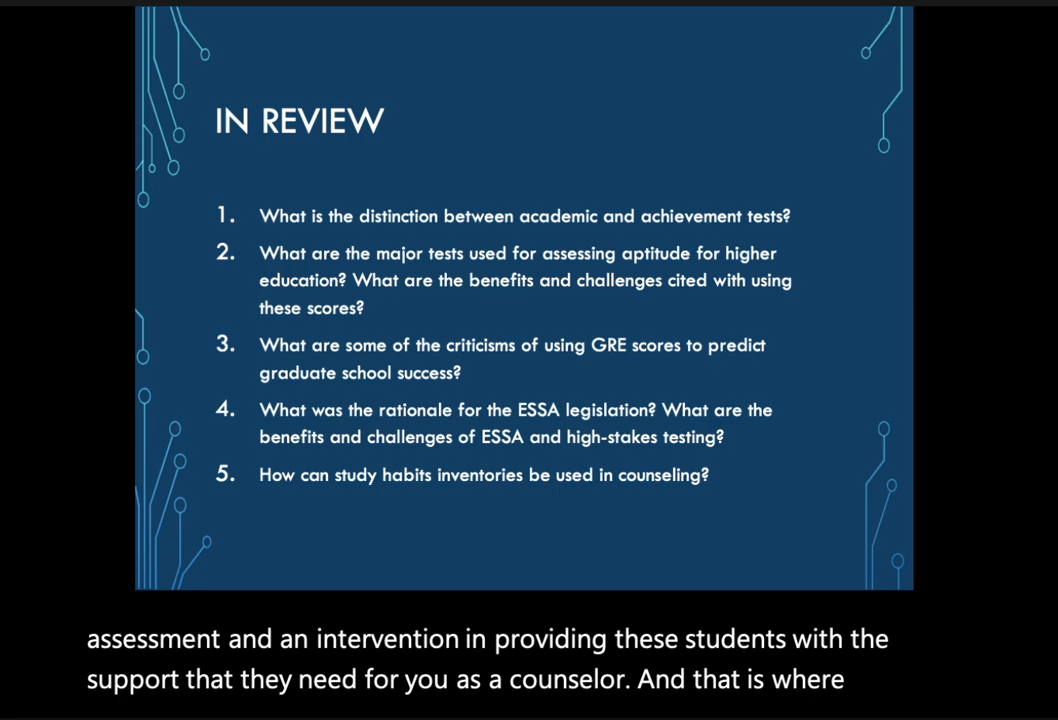 IN REVIEW
1. What is the distinction between academic and achievement tests?
2. What are the major tests used for assessing aptitude for higher
education? What are the benefits and challenges cited with using
these scores?
3. What are some of the criticisms of using GRE scores to predict
graduate school success?
4. What was the rationale for the ESSA legislation? What are the
benefits and challenges of ESSA and high-stakes testing?
5. How can study habits inventories be used in counseling?
assessment and an intervention in providing these students with the
support that they need for you as a counselor. And that is where